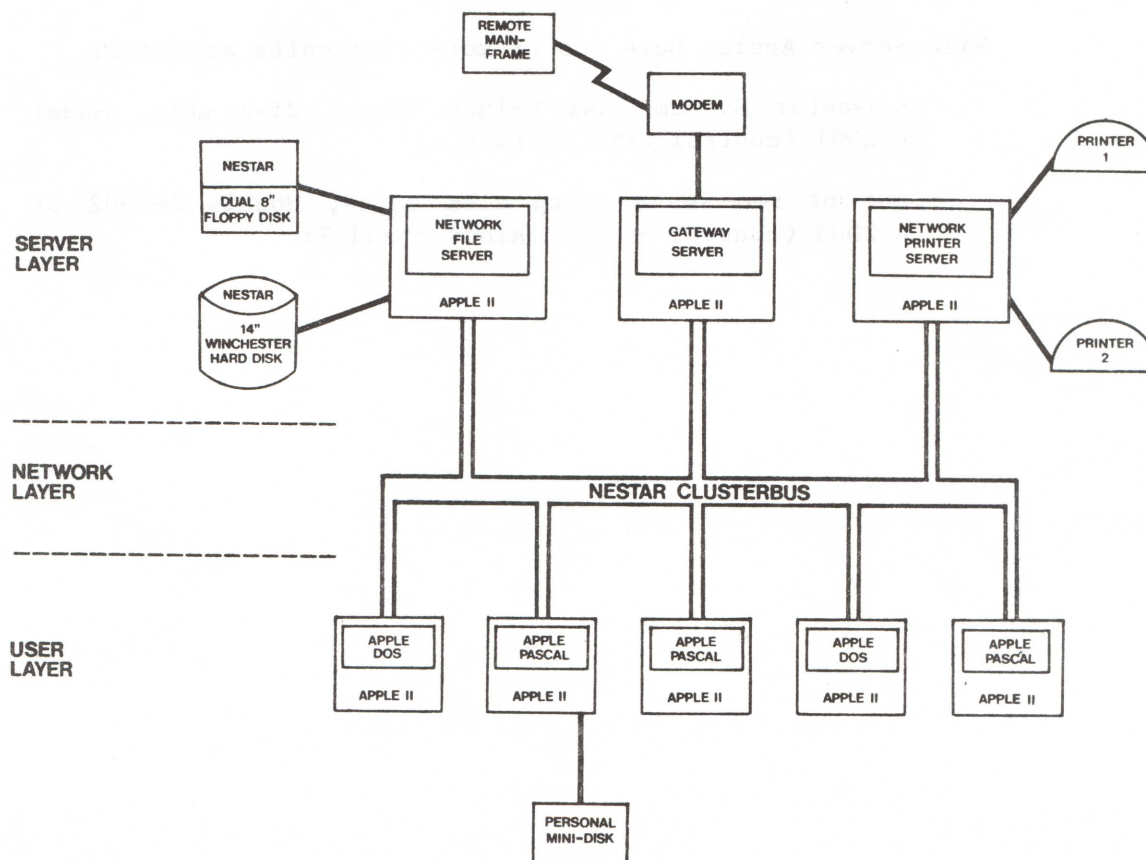 REMOTE
MAIN-
FRAME
MODEM
PRINTER
1
NESTAR
DUAL 8"
FLOPPY DISK
SERVER
LAYER
NETWORK
FILE
SERVER
APPLE II
GATEWAY
SERVER
APPLE II
NETWORK
PRINTER
SERVER
APPLE II
NESTAR
14"
WINCHESTER
HARD DISK
PRINTER
2
NETWORK
LAYER
NESTAR CLUSTERBUS
USER
LAYER
APPLE
DOS
APPLE II
APPLE
PASCAL
APPLE II
APPLE
PASCAL
APPLE II
APPLE
DOS
APPLE II
APPLE
PASCAL
APPLE II
PERSONAL
MINI-DISK